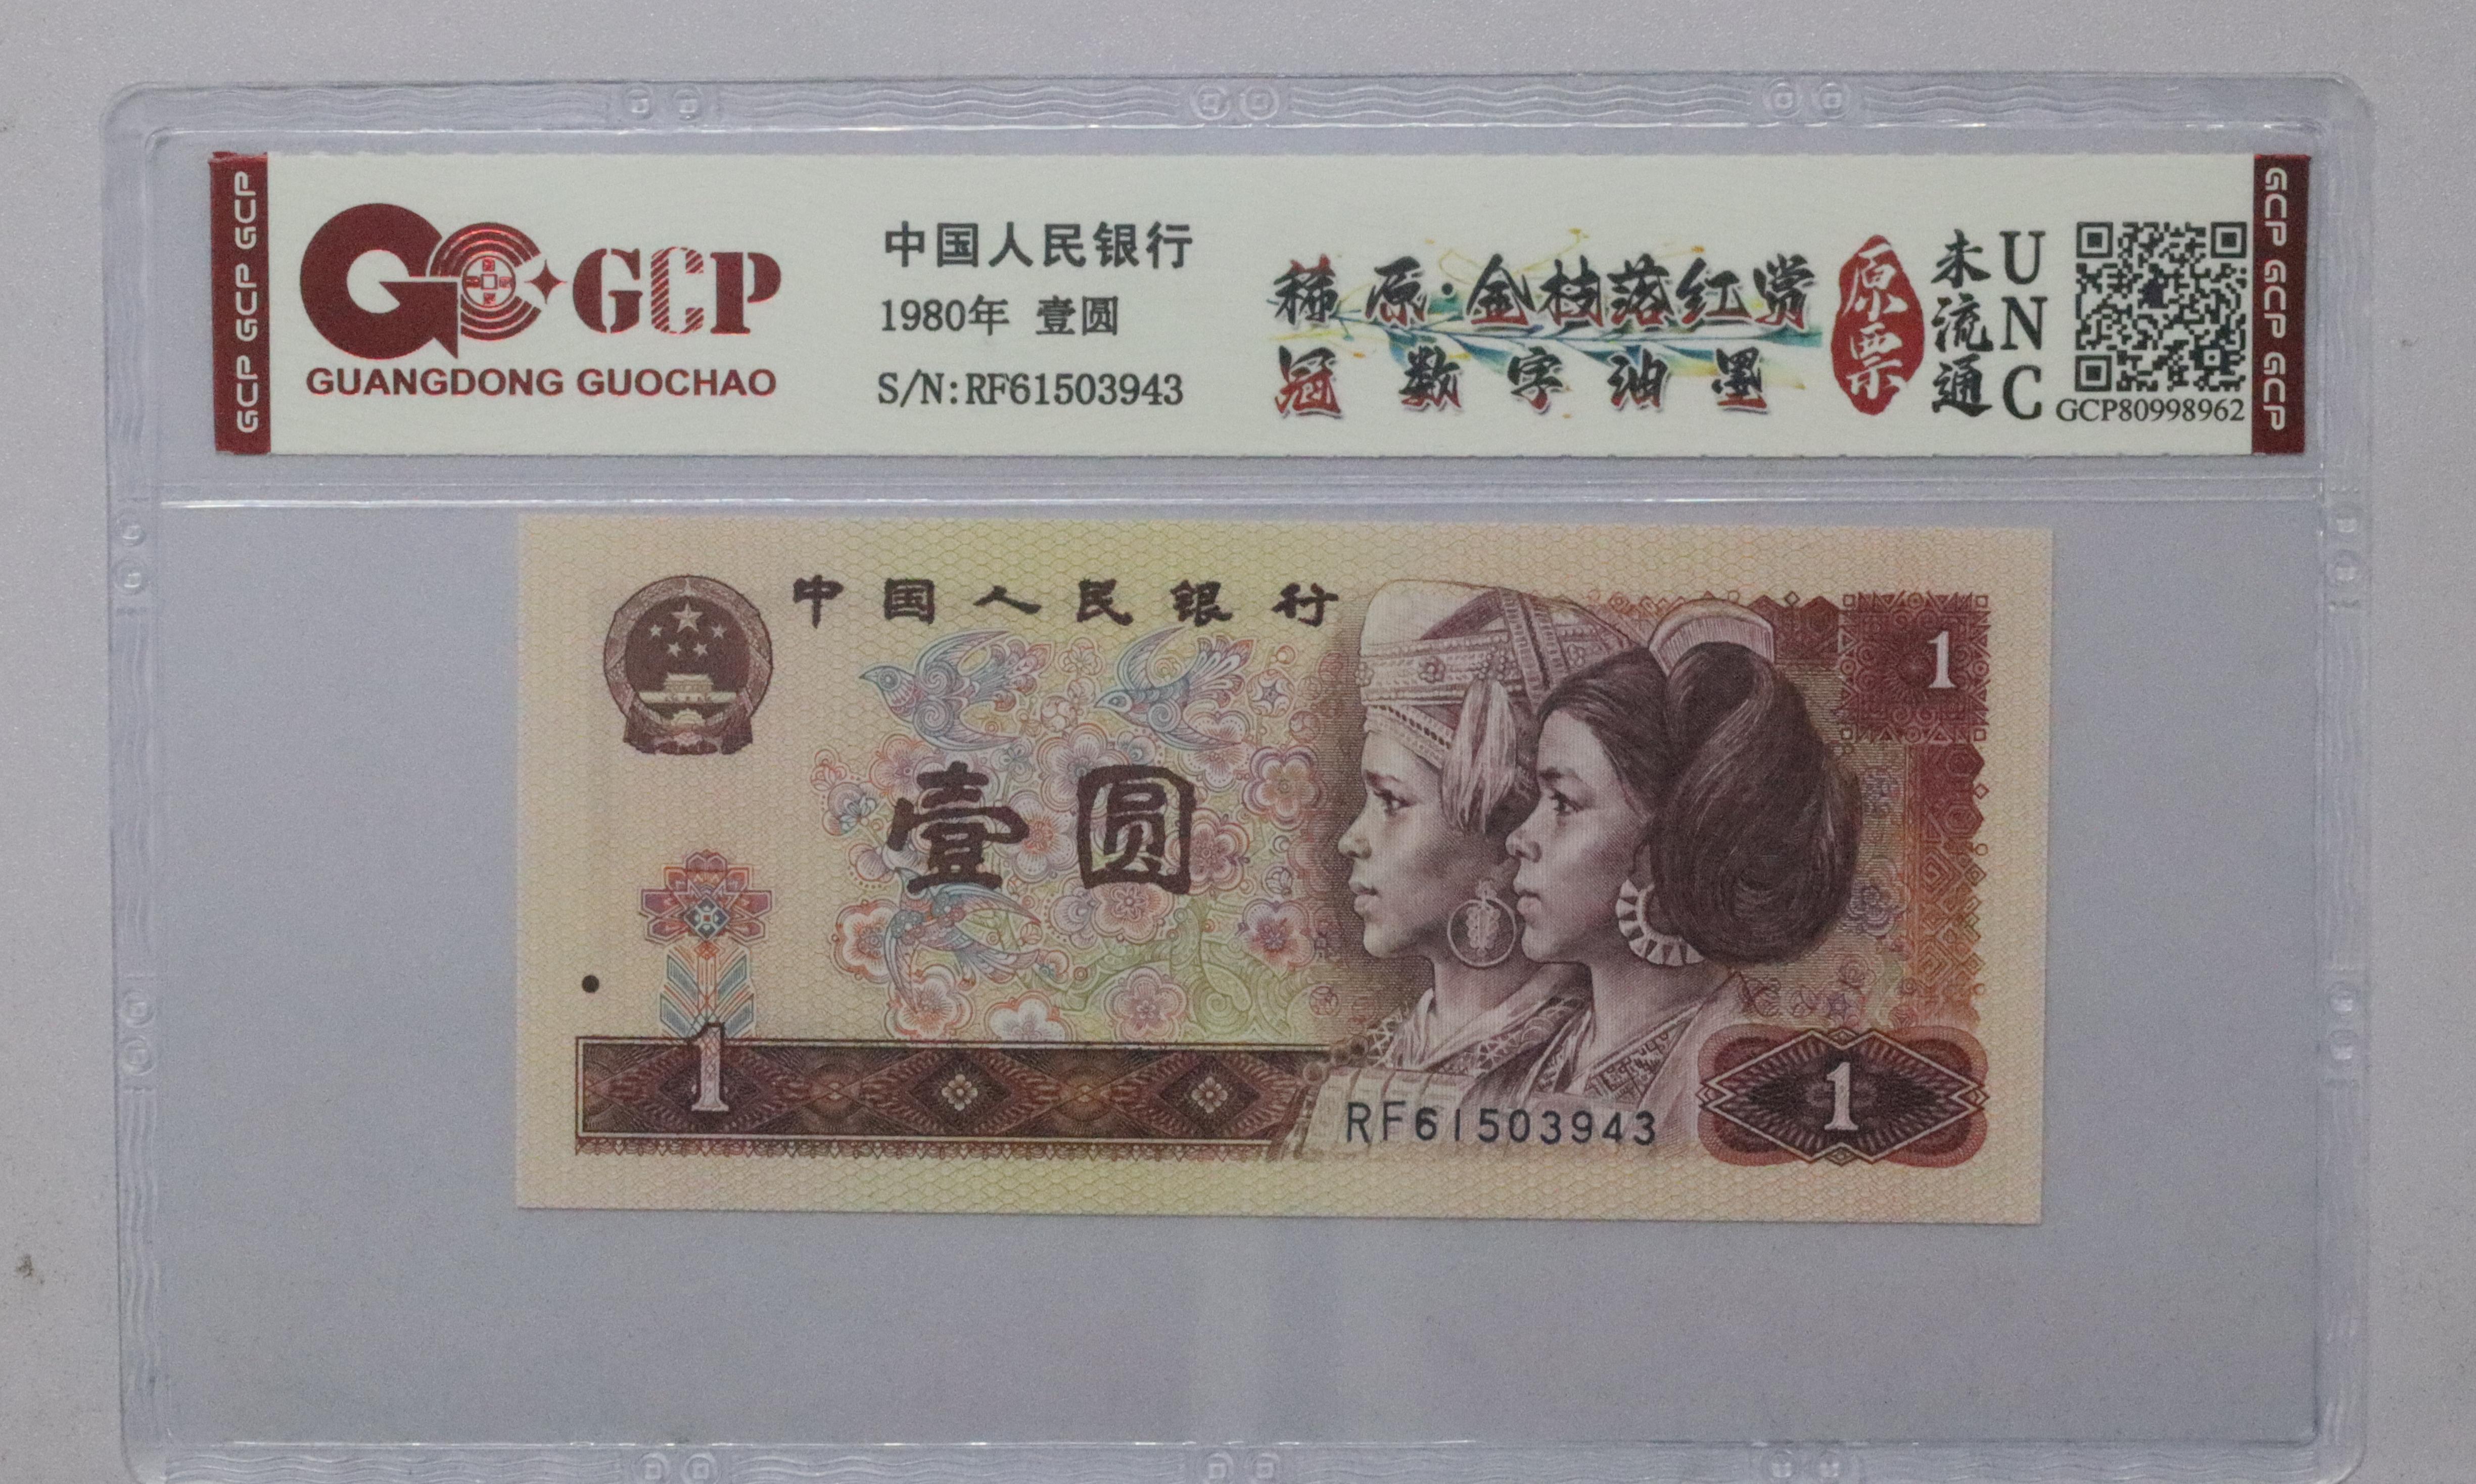 GCP GCP GCP
GCP
GUANGDONG GUOCHAO
中国人民银行
1980年 壹圆
S/N:RF61503943
稀原·金枝落红赏
冠数字油墨
原票
未流通
UNC
GCP80998962
GCP GCP GCP
中国人民银行
1
壹圆
1
RF61503943
1